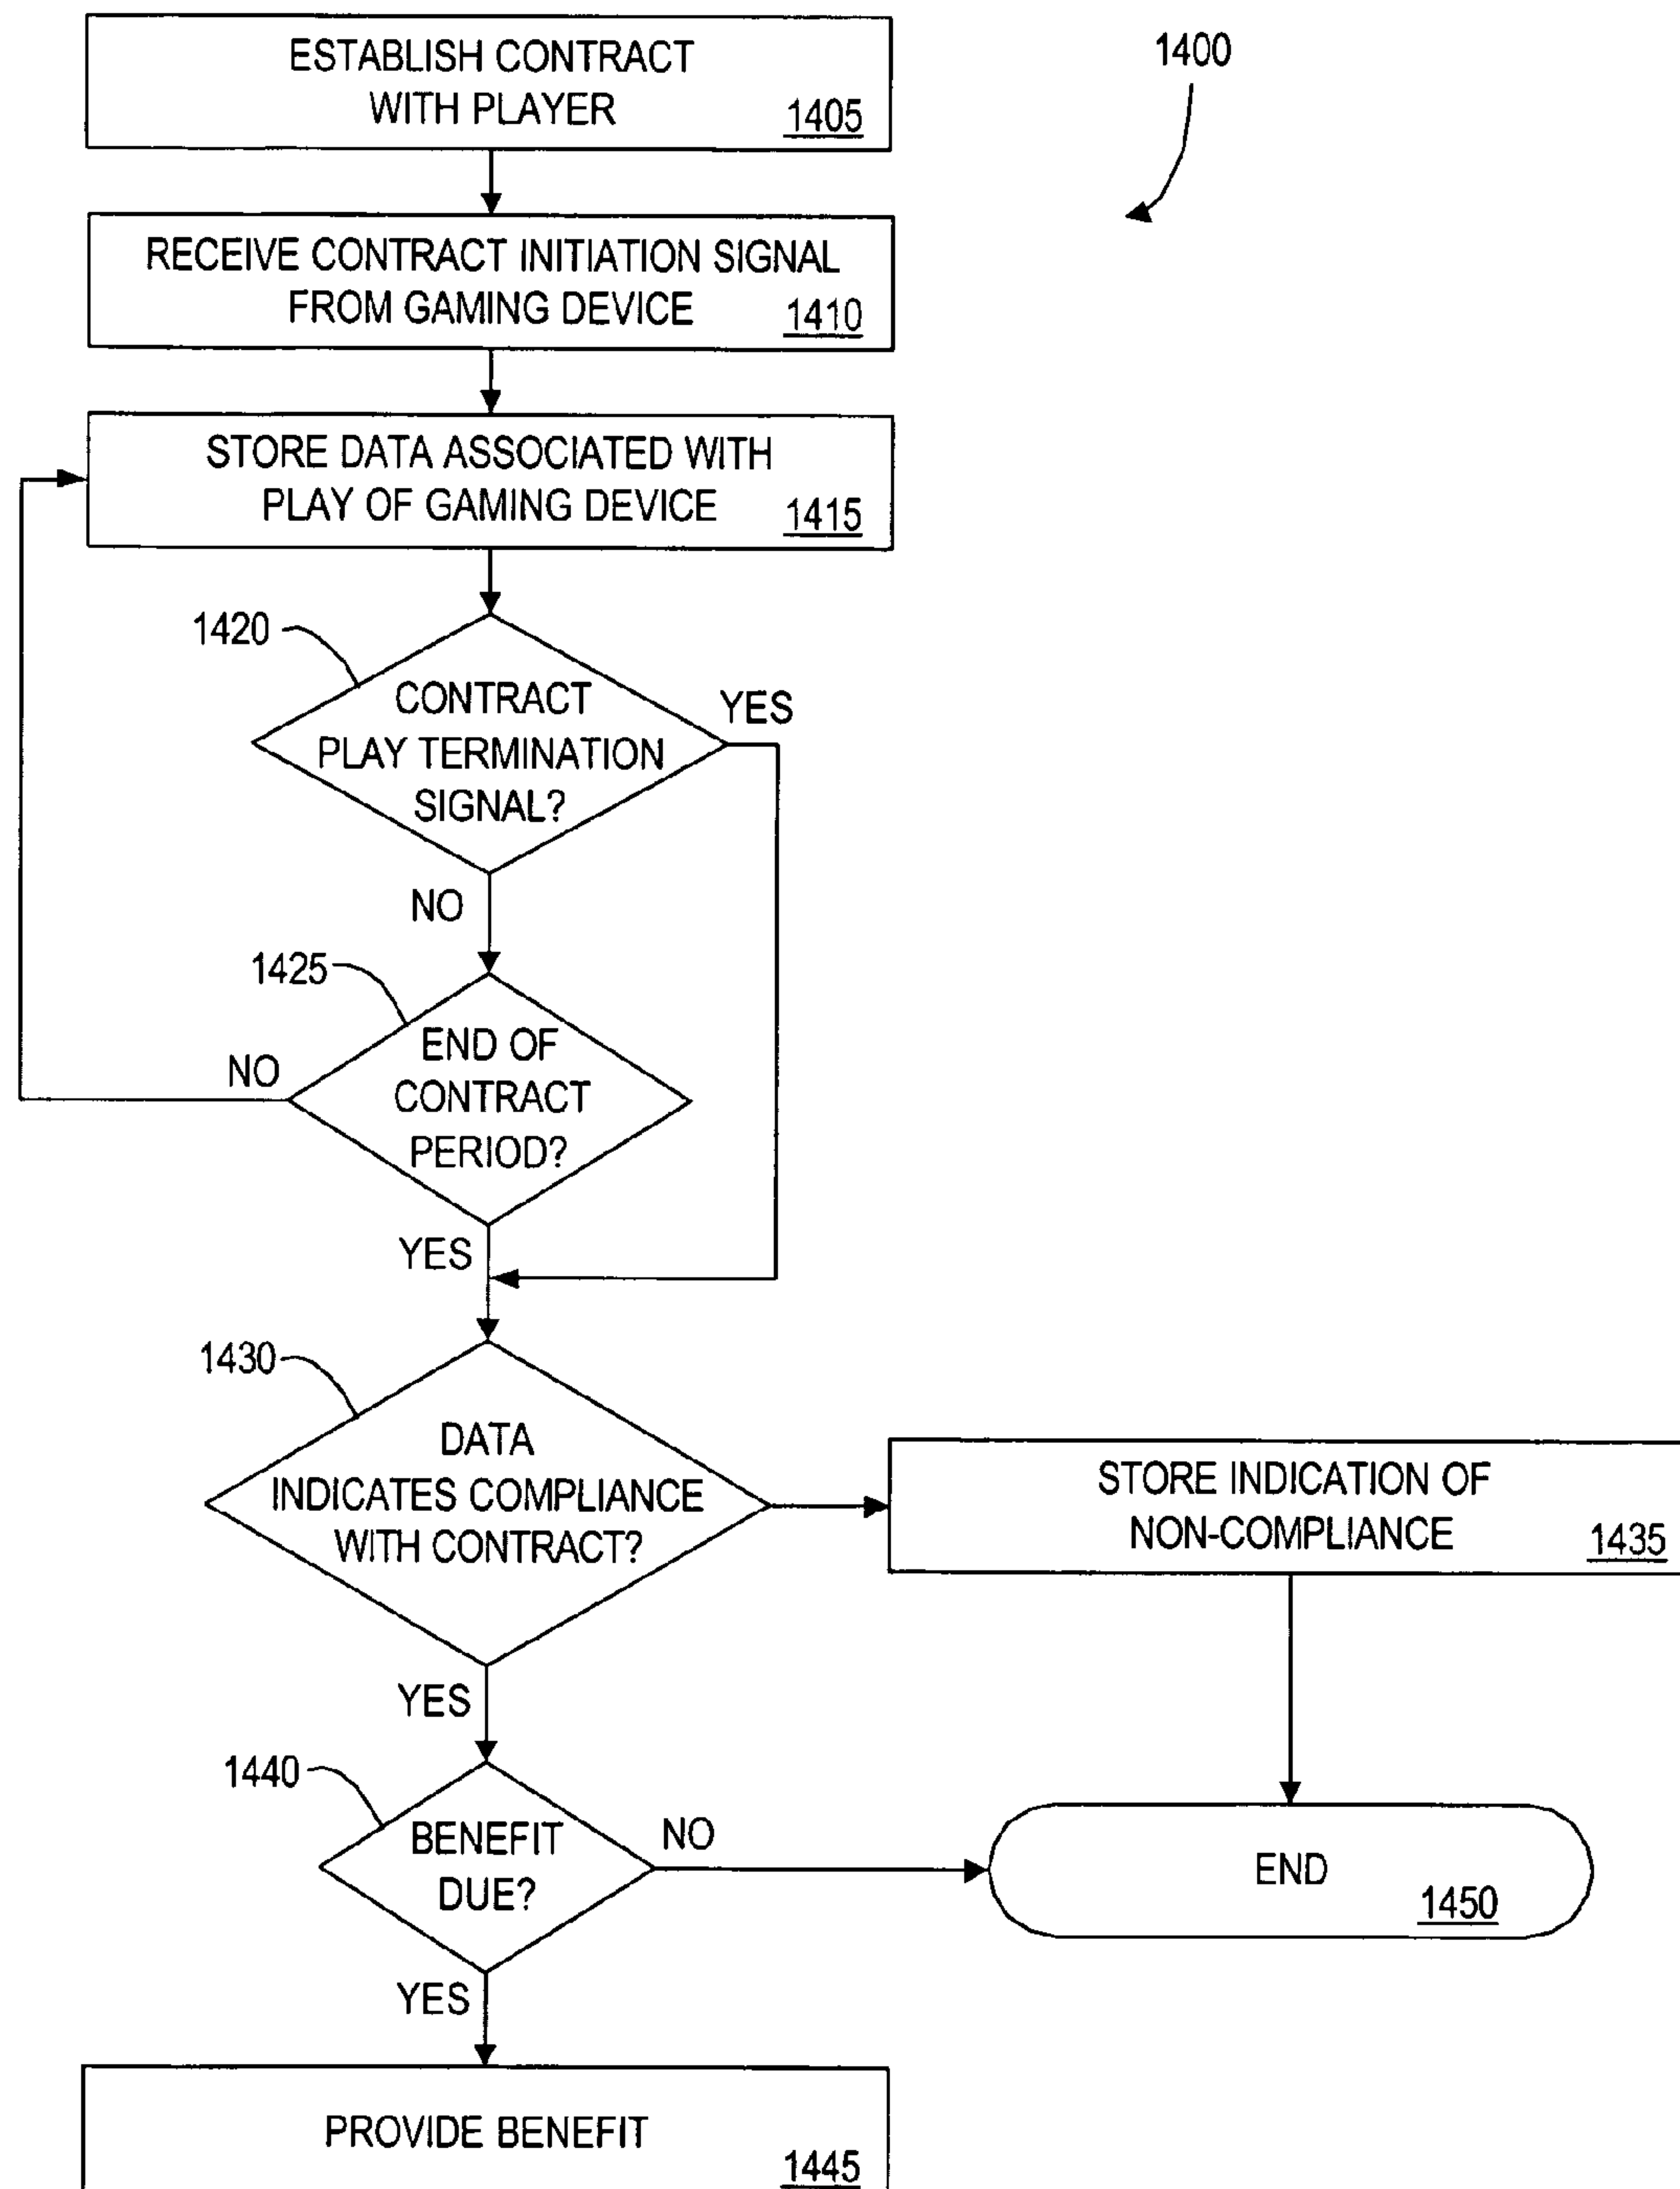 ESTABLISH CONTRACT
WITH PLAYER
1405
1400
RECEIVE CONTRACT INITIATION SIGNAL
FROM GAMING DEVICE
1410
STORE DATA ASSOCIATED WITH
PLAY OF GAMING DEVICE
1415
1420
CONTRACT
PLAY TERMINATION
SIGNAL?
YES
NO
1425
END OF
CONTRACT
PERIOD?
NO
YES
1430
DATA
INDICATES COMPLIANCE
WITH CONTRACT?
STORE INDICATION OF
NON-COMPLIANCE
1435
YES
1440
BENEFIT
DUE?
NO
END
1450
YES
PROVIDE BENEFIT
1445